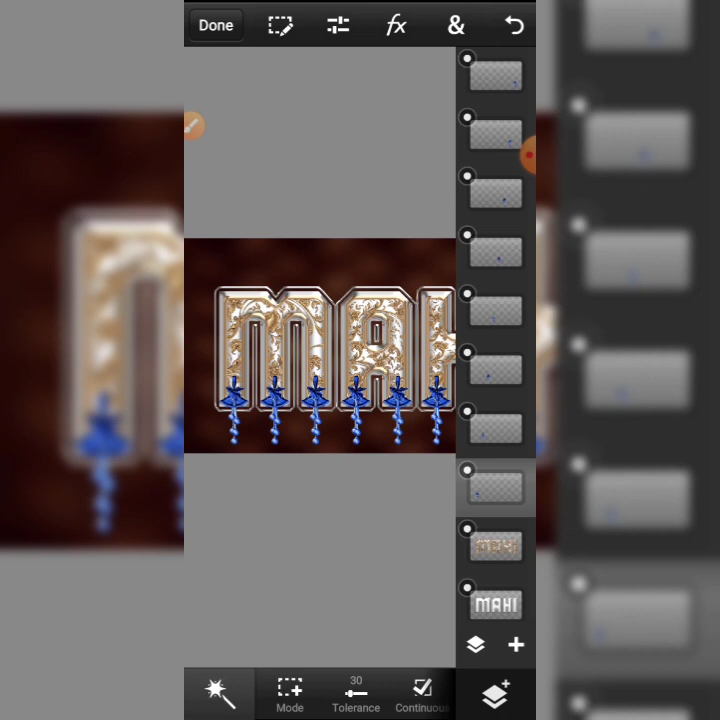 Done
fx
&
MAH
MAHI
MAHI
30
Mode
Tolerance
Continuous